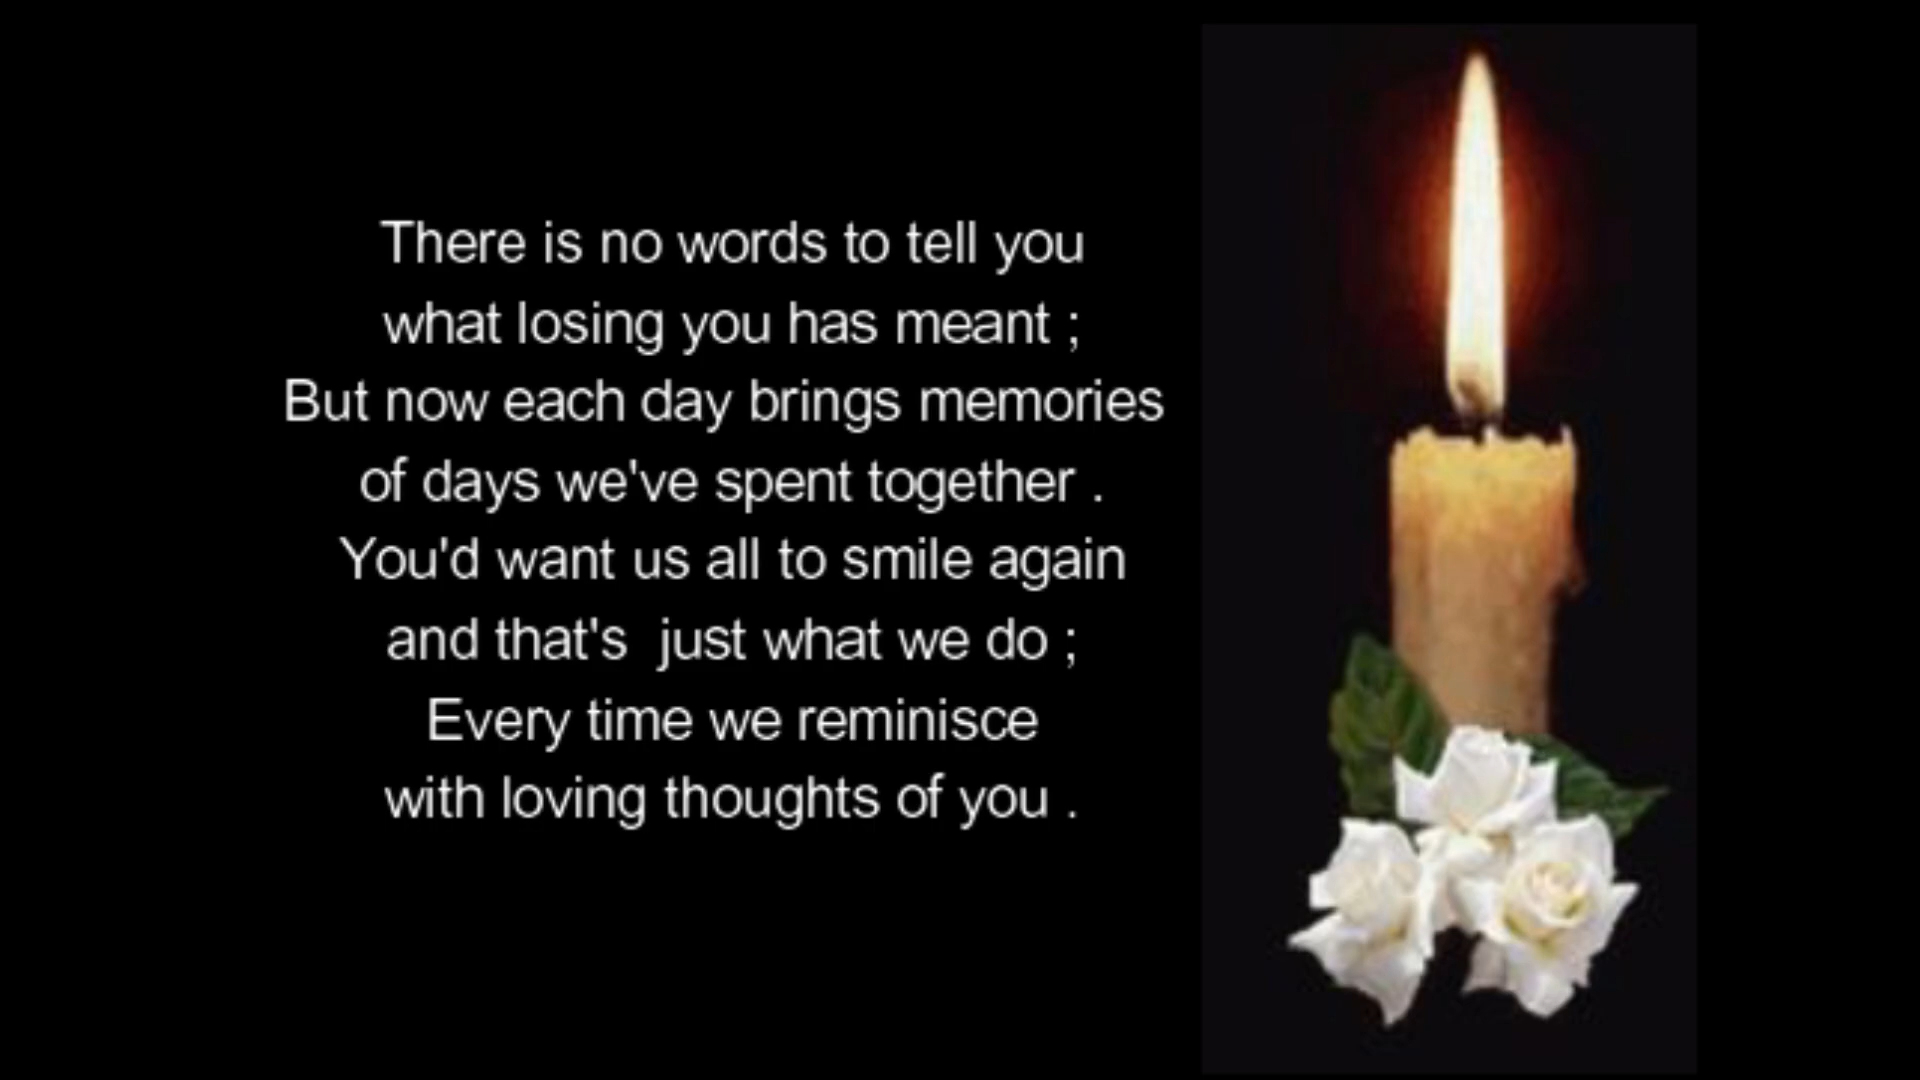 There is no words to tell you
what losing you has meant ;
But now each day brings memories
of days we've spent together .
You'd want us all to smile again
and that's  just what we do ;
Every time we reminisce
with loving thoughts of you .